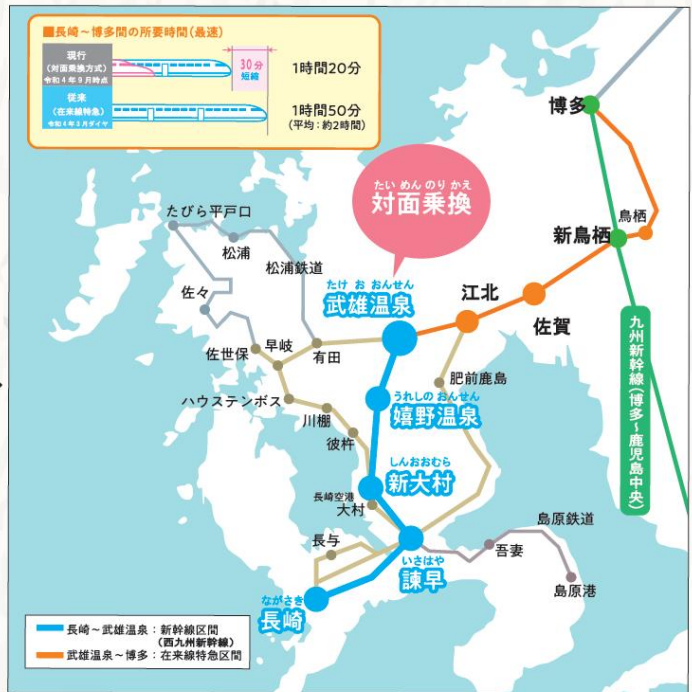 ■長崎～博多間の所要時間(最速)
現行
(対面乗換方式)
令和4年9月時点
30分
短縮
1時間20分
従来
(在来線特急)
令和4年3月ダイヤ
1時間50分
(平均:約2時間)
博多
たいめんのりかえ
対面乗換
鳥栖
新鳥栖
たびら平戸口
松浦
松浦鉄道
たけおおんせん
武雄温泉
江北
佐賀
佐々
佐世保
早岐
有田
九州新幹線(博多～鹿児島中央)
肥前鹿島
ハウステンボス
川棚
彼杵
うれしのおんせん
嬉野温泉
しんおおむら
新大村
長崎空港
大村
島原鉄道
長与
吾妻
いさはや
諫早
島原港
ながさき
長崎
長崎～武雄温泉:新幹線区間
(西九州新幹線)
武雄温泉～博多:在来線特急区間